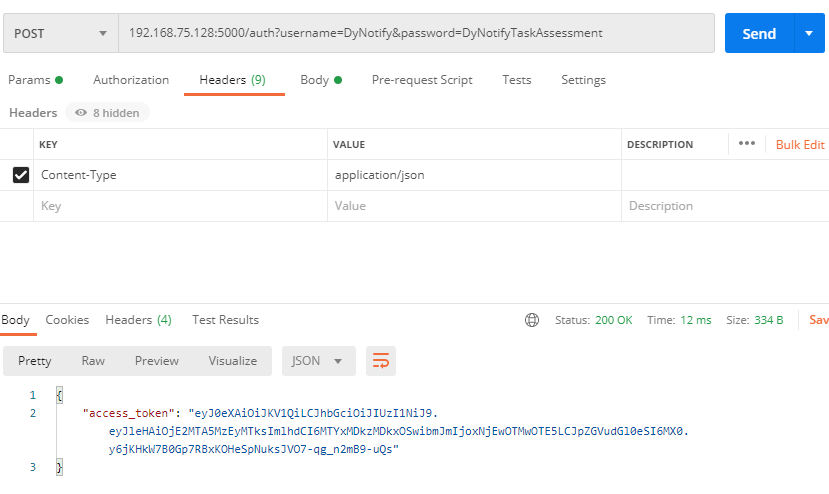 POST 192.168.75.128:5000/auth?username=DyNotify&password=DyNotifyTaskAssessment Send
Params Authorization Headers (9) Body Pre-request Script Tests Settings
Headers 8 hidden
KEY VALUE DESCRIPTION ••• Bulk Edit
Content-Type application/json
Key Value Description
Body Cookies Headers (4) Test Results Status: 200 OK Time: 12 ms Size: 334 B Sav
Pretty Raw Preview Visualize JSON
1 {
2 "access_token": "eyJ0eXAiOiJKV1QiLCJhbGciOiJIUzI1NiJ9.
eyJleHAiOjE2MTA5MzEyMTksImlhdCI6MTYxMDkzMDkxOSwibmJmIjoxNjEwOTMwOTE5LCJpZGVudGl0eSI6MX0.
y6jKHkW7B0Gp7RBxKOHeSpNuksJVO7-qg_n2mB9-uQs"
3 }